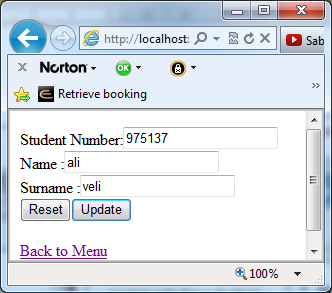 http://localhost:
Sab
Norton
OK
Retrieve booking
Student Number:975137
Name :ali
Surname :veli
Reset Update
Back to Menu
100%